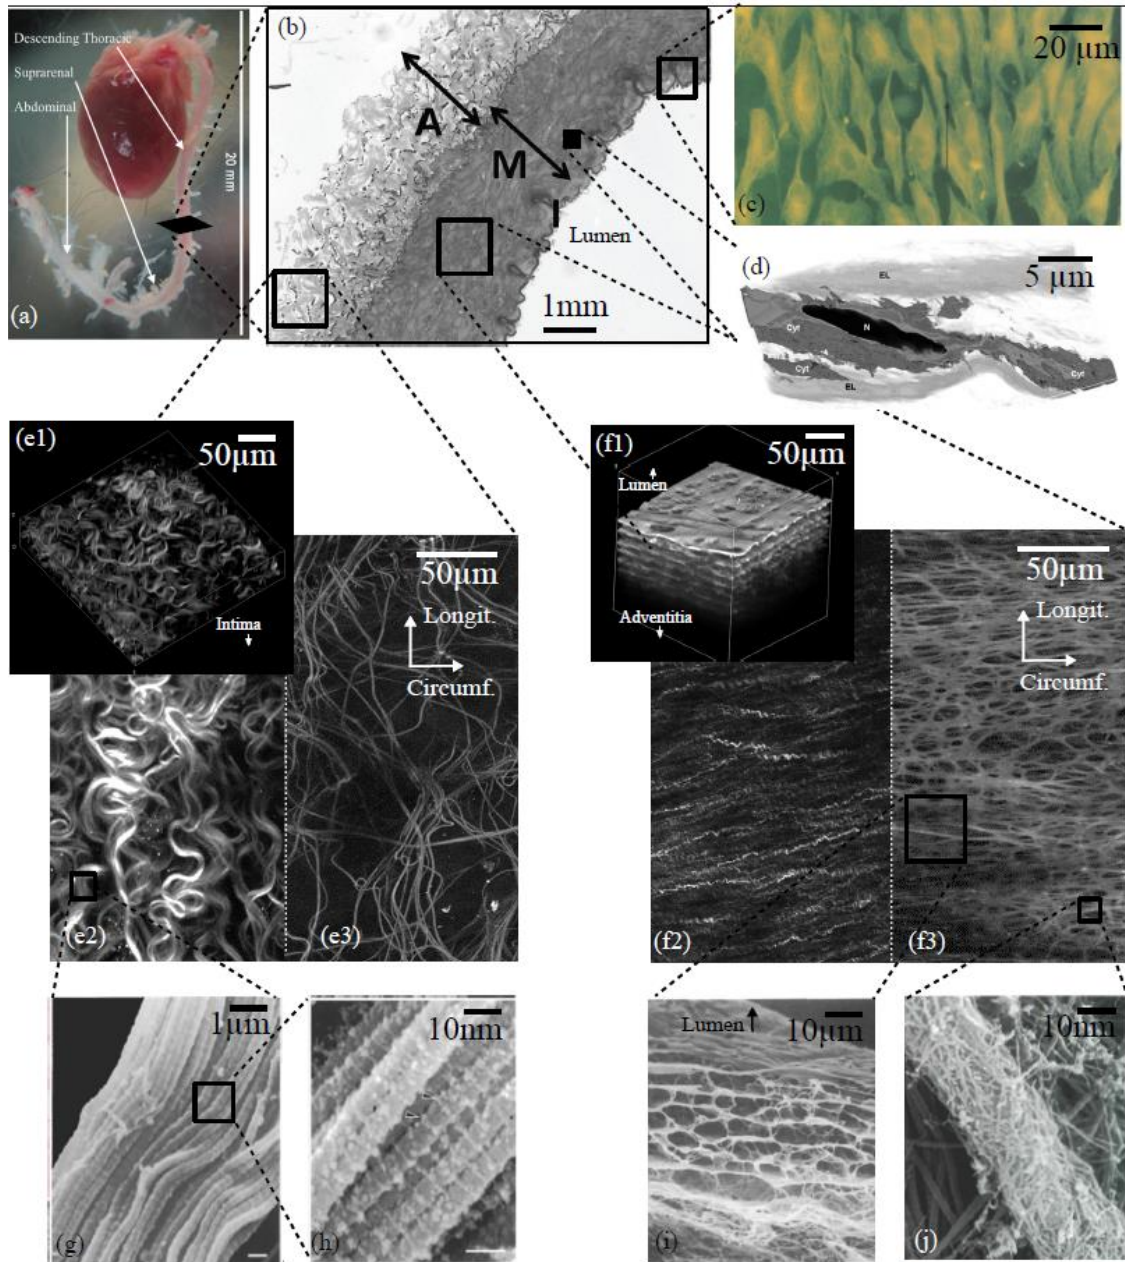 Descending Thoracic
Suprarenal
Abdominal
20 mm
(a)
(b)
A
M
I
Lumen
1mm
20 µm
(c)
(d)
5 µm
EL
N
Cyt
Cyt
Cyt
EL
(e1)
50µm
Intima
(f1)
50µm
Lumen
Adventitia
50µm
Longit.
Circumf.
(e2)
(e3)
50µm
Longit.
Circumf.
(f2)
(f3)
1µm
(g)
10nm
(h)
Lumen
10µm
(i)
10nm
(j)